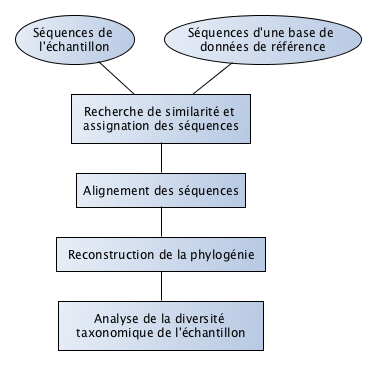 Séquences de
l'échantillon
Séquences d'une base de
données de référence
Recherche de similarité et
assignation des séquences
Alignement des séquences
Reconstruction de la phylogénie
Analyse de la diversité
taxonomique de l'échantillon